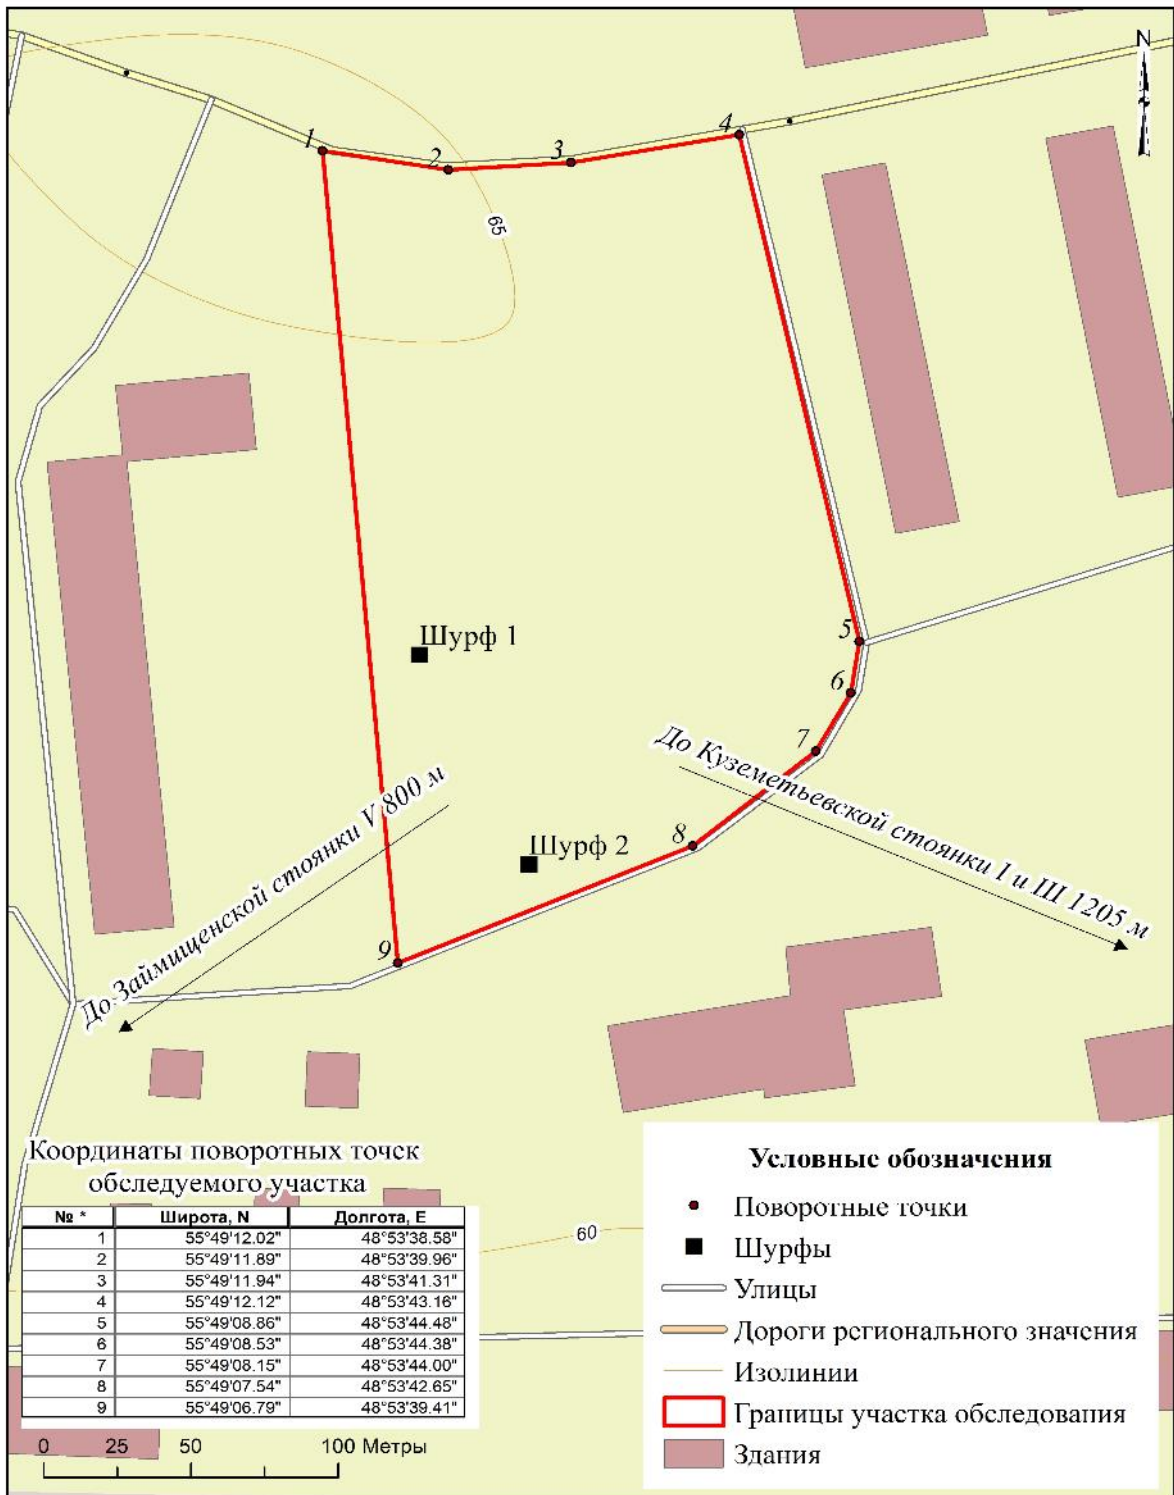 N
1
2
3
4
65
5
6
7
8
9
Шурф 1
До Куземетьевской стоянки I и III 1205 м
До Займищенской стоянки V 800 м
Шурф 2
60
Координаты поворотных точек
обследуемого участка
№ * Широта, N Долгота, E
1 55°49'12.02" 48°53'38.58"
2 55°49'11.89" 48°53'39.96"
3 55°49'11.94" 48°53'41.31"
4 55°49'12.12" 48°53'43.16"
5 55°49'08.86" 48°53'44.48"
6 55°49'08.53" 48°53'44.38"
7 55°49'08.15" 48°53'44.00"
8 55°49'07.54" 48°53'42.65"
9 55°49'06.79" 48°53'39.41"
0 25 50 100 Метры
Условные обозначения
Поворотные точки
Шурфы
Улицы
Дороги регионального значения
Изолинии
Границы участка обследования
Здания